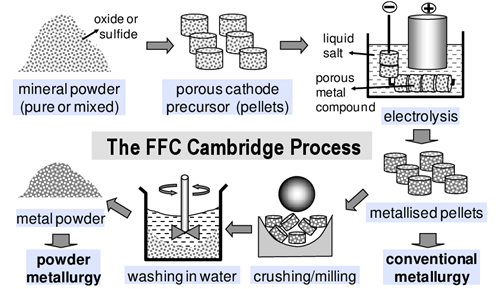 oxide or
sulfide
mineral powder
(pure or mixed)
porous cathode
precursor (pellets)
−
+
liquid
salt
porous
metal
compound
electrolysis
The FFC Cambridge Process
metallised pellets
conventional
metallurgy
crushing/milling
washing in water
metal powder
powder
metallurgy